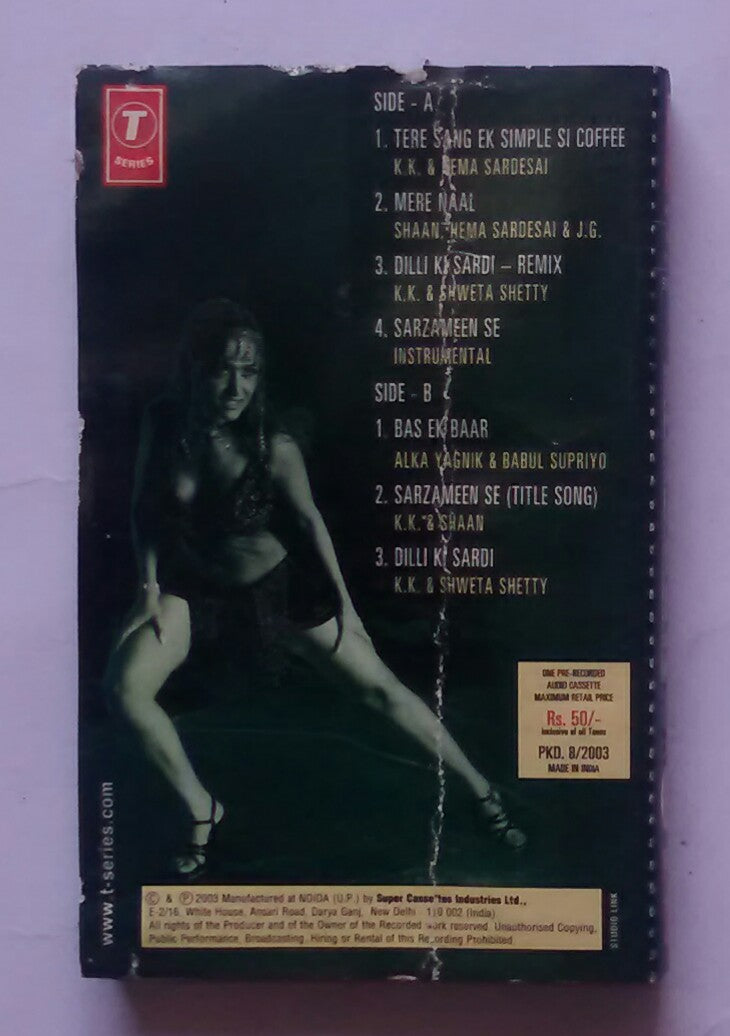 T
SERIES
SIDE - A
1. TERE SANG EK SIMPLE SI COFFEE
K.K. & HEMA SARDESAI
2. MERE NAAL
SHAAN, HEMA SARDESAI & J.G.
3. DILLI KI SARDI – REMIX
K.K. & SHWETA SHETTY
4. SARZAMEEN SE
INSTRUMENTAL
SIDE - B
1. BAS EK BAAR
ALKA YAGNIK & BABUL SUPRIYO
2. SARZAMEEN SE (TITLE SONG)
K.K. & SHAAN
3. DILLI KI SARDI
K.K. & SHWETA SHETTY
ONE PRE-RECORDED
AUDIO CASSETTE
MAXIMUM RETAIL PRICE
Rs. 50/-
inclusive of all Taxes
PKD. 8/2003
MADE IN INDIA
www.t-series.com
© & ℗ 2003 Manufactured at NOIDA (U.P.) by Super Cassettes Industries Ltd.,
E-2/16, White House, Ansari Road, Darya Ganj, New Delhi - 110 002 (India)
All rights of the Producer and of the Owner of the Recorded work reserved. Unauthorised Copying,
Public Performance, Broadcasting, Hiring or Rental of this Recording Prohibited
STUDIO LINK